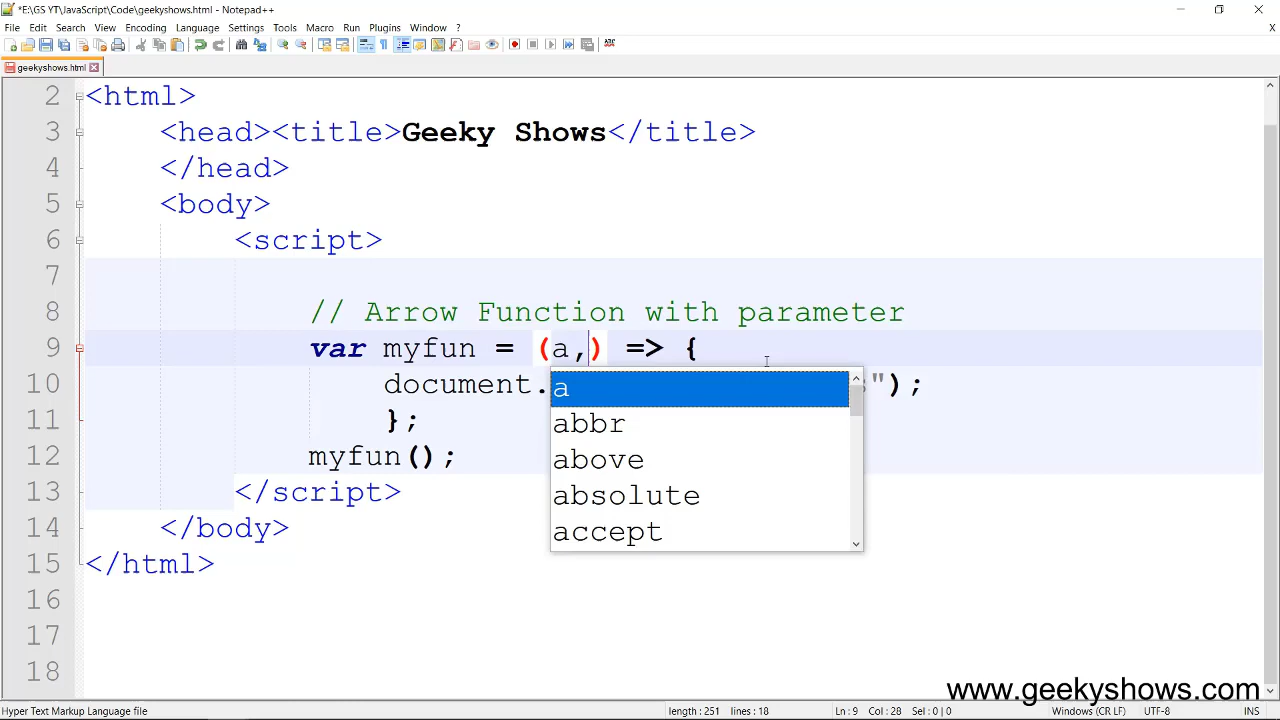 *E:\GS YT\JavaScript\Code\geekyshows.html - Notepad++
File Edit Search View Encoding Language Settings Tools Macro Run Plugins Window ? X
geekyshows.html
2 <html>
3 <head><title>Geeky Shows</title>
4 </head>
5 <body>
6 <script>
7
8 // Arrow Function with parameter
9 var myfun = (a,) => {
10 document. ");
11 };
12 myfun();
13 </script>
14 </body>
15 </html>
16
17
18
a
abbr
above
absolute
accept
www.geekyshows.com
Hyper Text Markup Language file length : 251 lines : 18 Ln : 9 Col : 28 Sel : 0 | 0 Windows (CR LF) UTF-8 INS